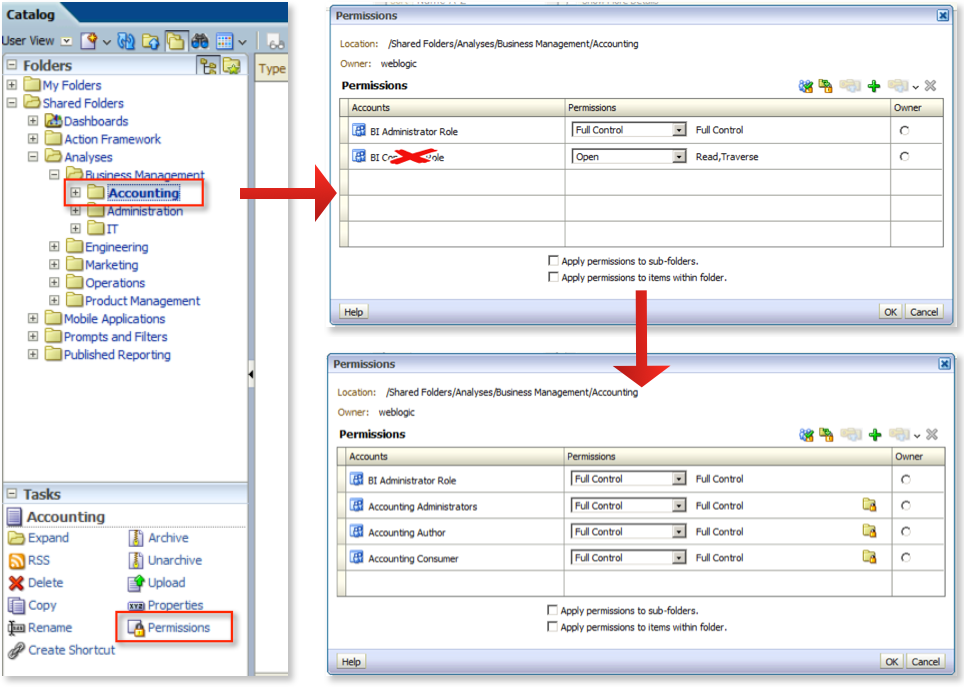 Catalog
User View
Folders
Type
My Folders
Shared Folders
Dashboards
Action Framework
Analyses
Business Management
Accounting
Administration
IT
Engineering
Marketing
Operations
Product Management
Mobile Applications
Prompts and Filters
Published Reporting
Tasks
Accounting
Expand Archive
RSS Unarchive
Delete Upload
Copy Properties
Rename Permissions
Create Shortcut
Permissions
Location: /Shared Folders/Analyses/Business Management/Accounting
Owner: weblogic
Permissions
Accounts Permissions Owner
BI Administrator Role Full Control Full Control
BI Open Read,Traverse
Apply permissions to sub-folders.
Apply permissions to items within folder.
Help OK Cancel
Permissions
Location: /Shared Folders/Analyses/Business Management/Accounting
Owner: weblogic
Permissions
Accounts Permissions Owner
BI Administrator Role Full Control Full Control
Accounting Administrators Full Control Full Control
Accounting Author Full Control Full Control
Accounting Consumer Full Control Full Control
Apply permissions to sub-folders.
Apply permissions to items within folder.
Help OK Cancel